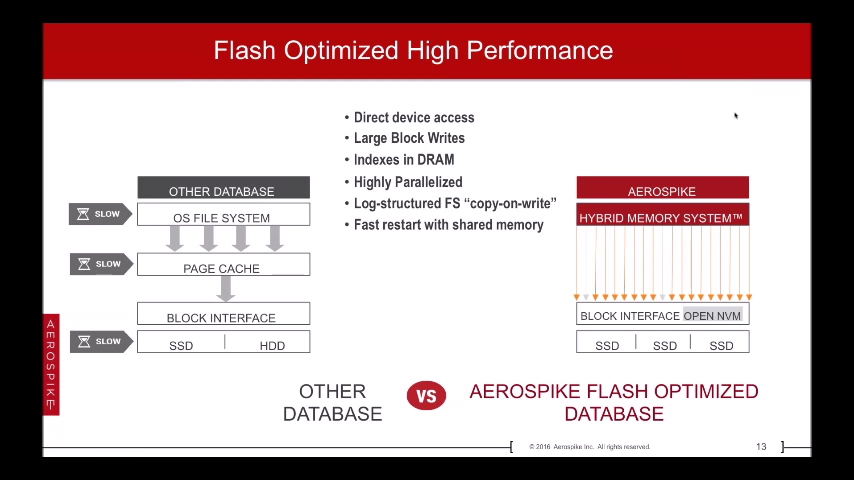 Flash Optimized High Performance
• Direct device access
• Large Block Writes
• Indexes in DRAM
• Highly Parallelized
• Log-structured FS “copy-on-write”
• Fast restart with shared memory
OTHER DATABASE
SLOW
OS FILE SYSTEM
SLOW
PAGE CACHE
BLOCK INTERFACE
SLOW
SSD
HDD
AEROSPIKE
HYBRID MEMORY SYSTEM™
BLOCK INTERFACE OPEN NVM
SSD
SSD
SSD
AEROSPIKE
OTHER
DATABASE
VS
AEROSPIKE FLASH OPTIMIZED
DATABASE
© 2016 Aerospike Inc. All rights reserved.
13